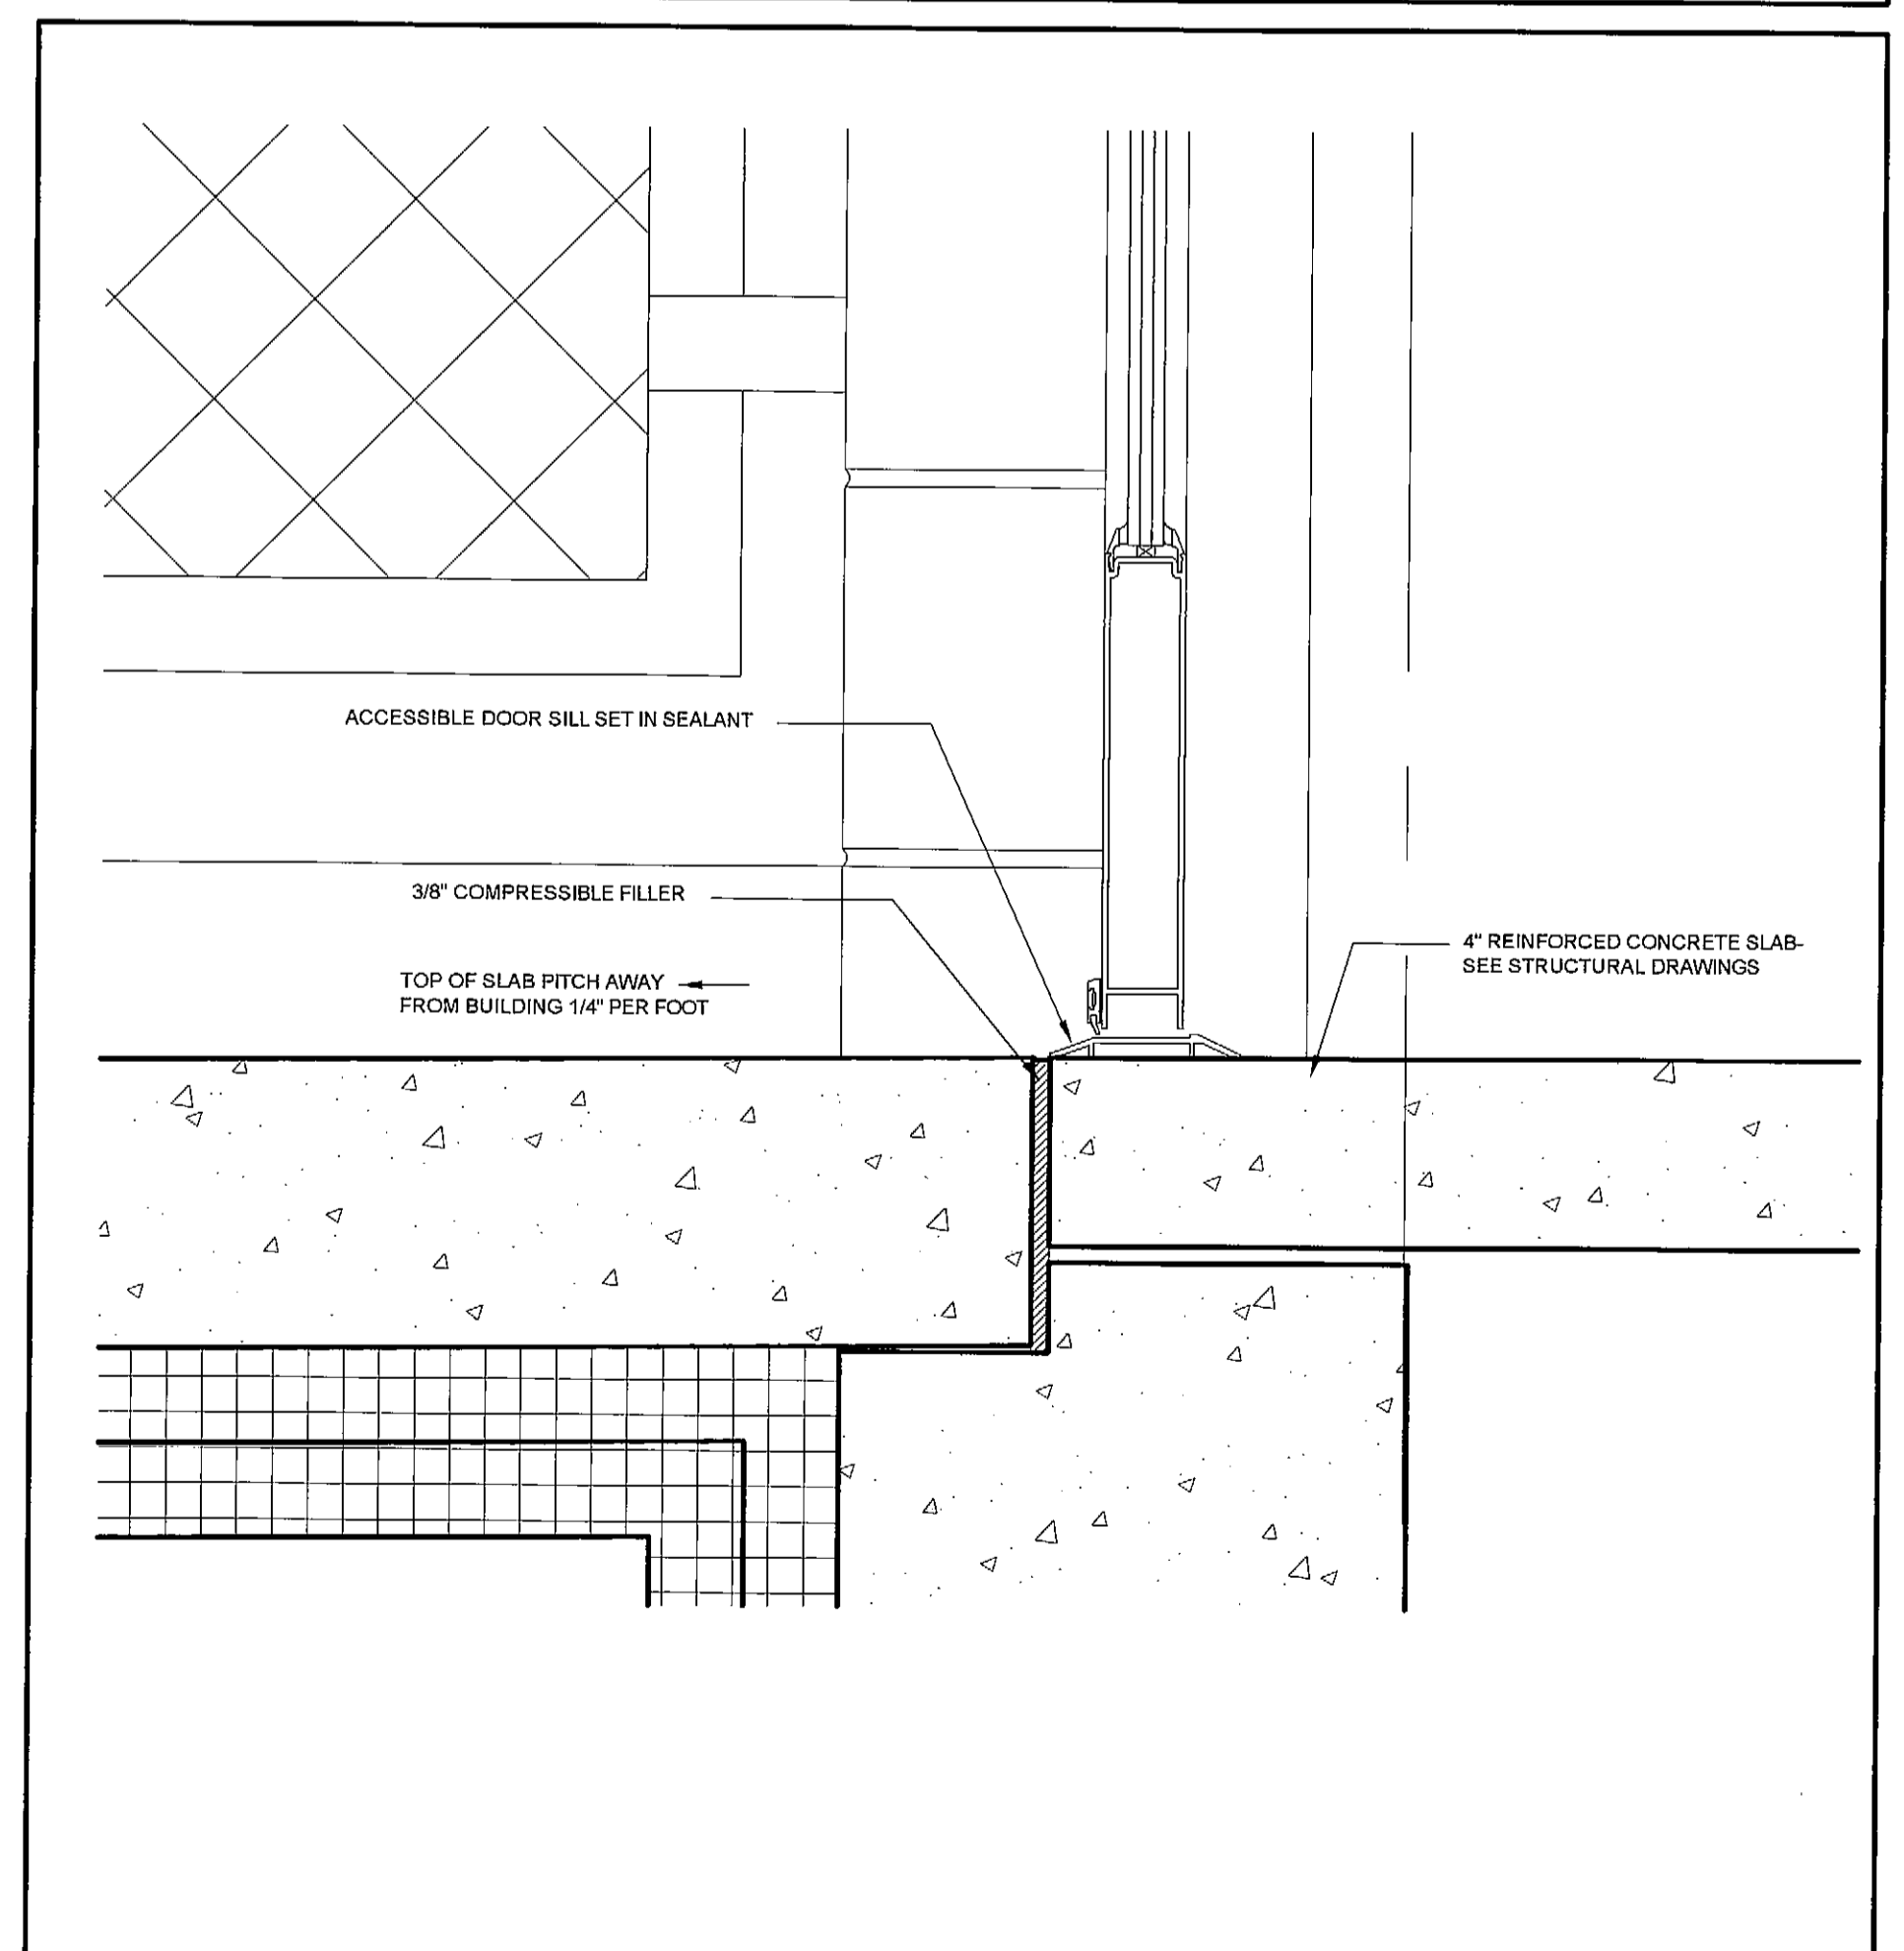 ACCESSIBLE DOOR SILL SET IN SEALANT
3/8" COMPRESSIBLE FILLER
TOP OF SLAB PITCH AWAY
FROM BUILDING 1/4" PER FOOT
4" REINFORCED CONCRETE SLAB-
SEE STRUCTURAL DRAWINGS